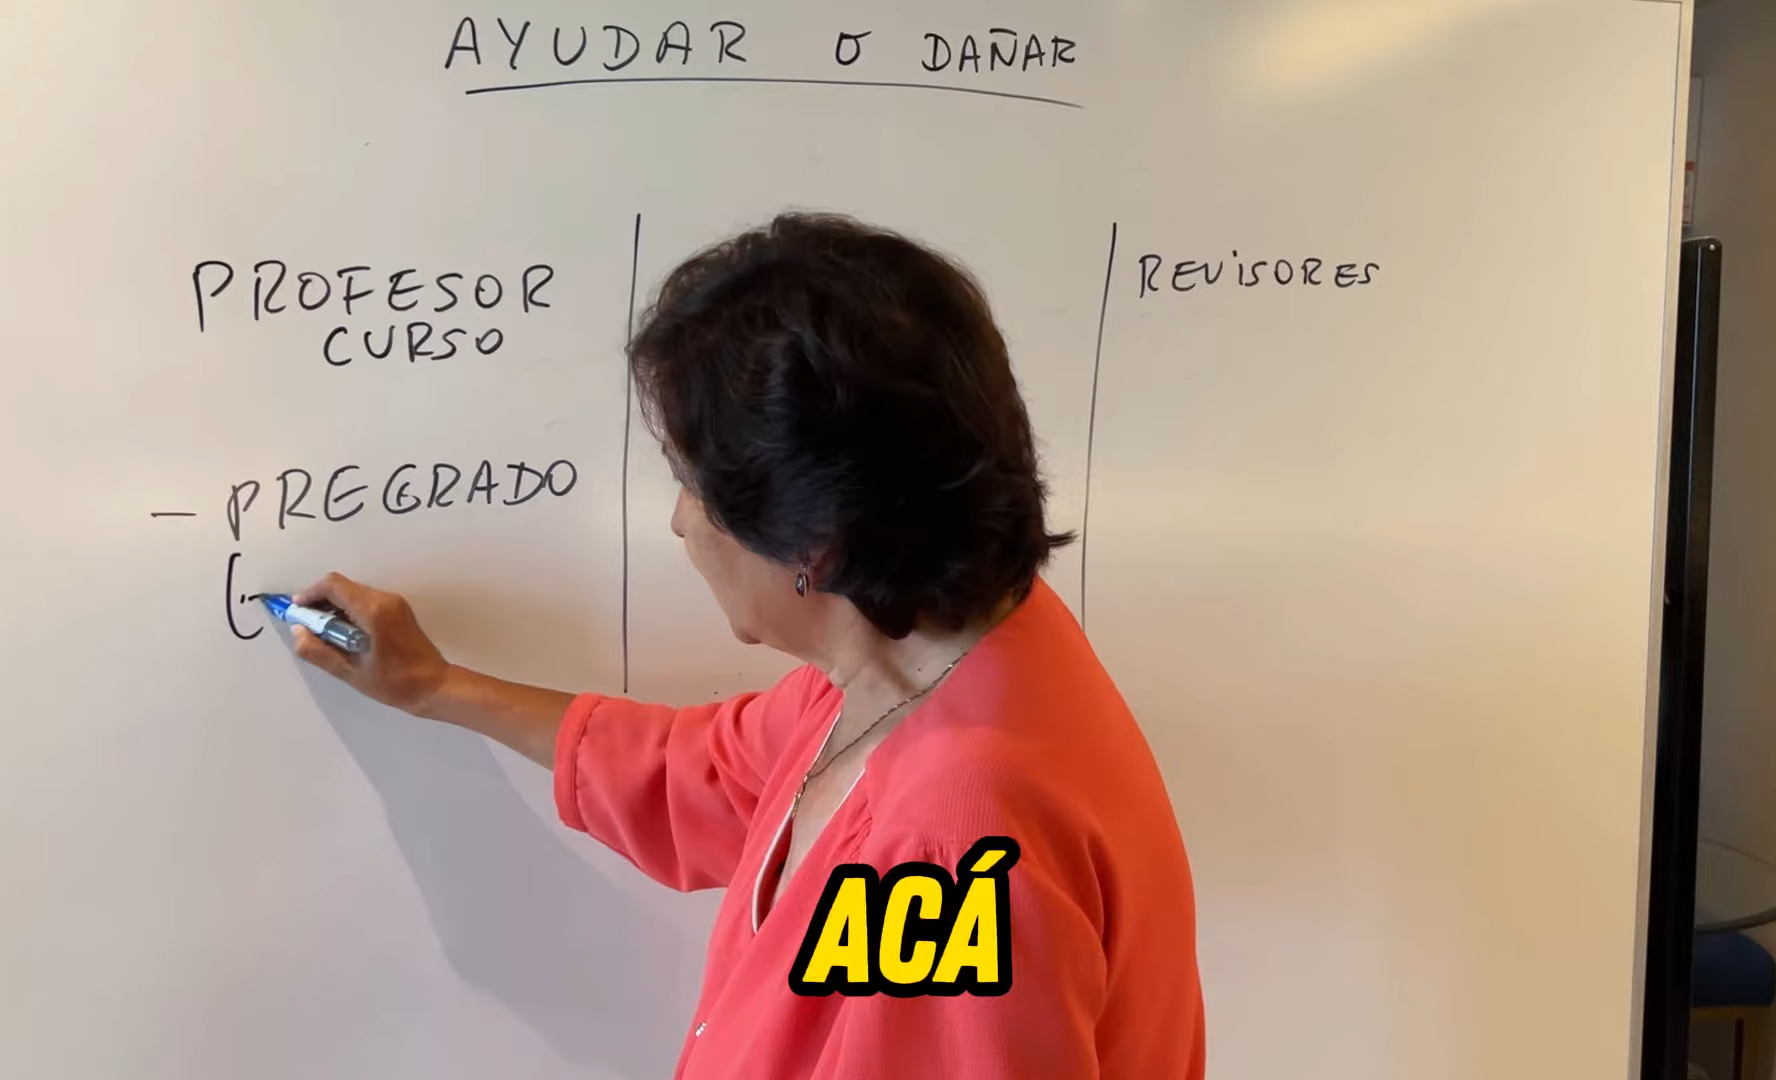 AYUDAR O DAÑAR
PROFESOR
CURSO
REVISORES
- PREGRADO
(
ACÁ